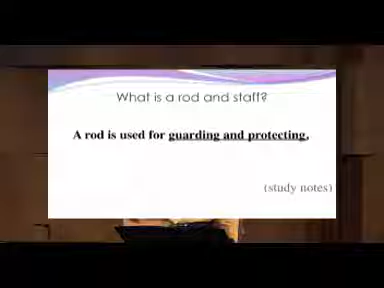 What is a rod and staff?
A rod is used for guarding and protecting.
(study notes)